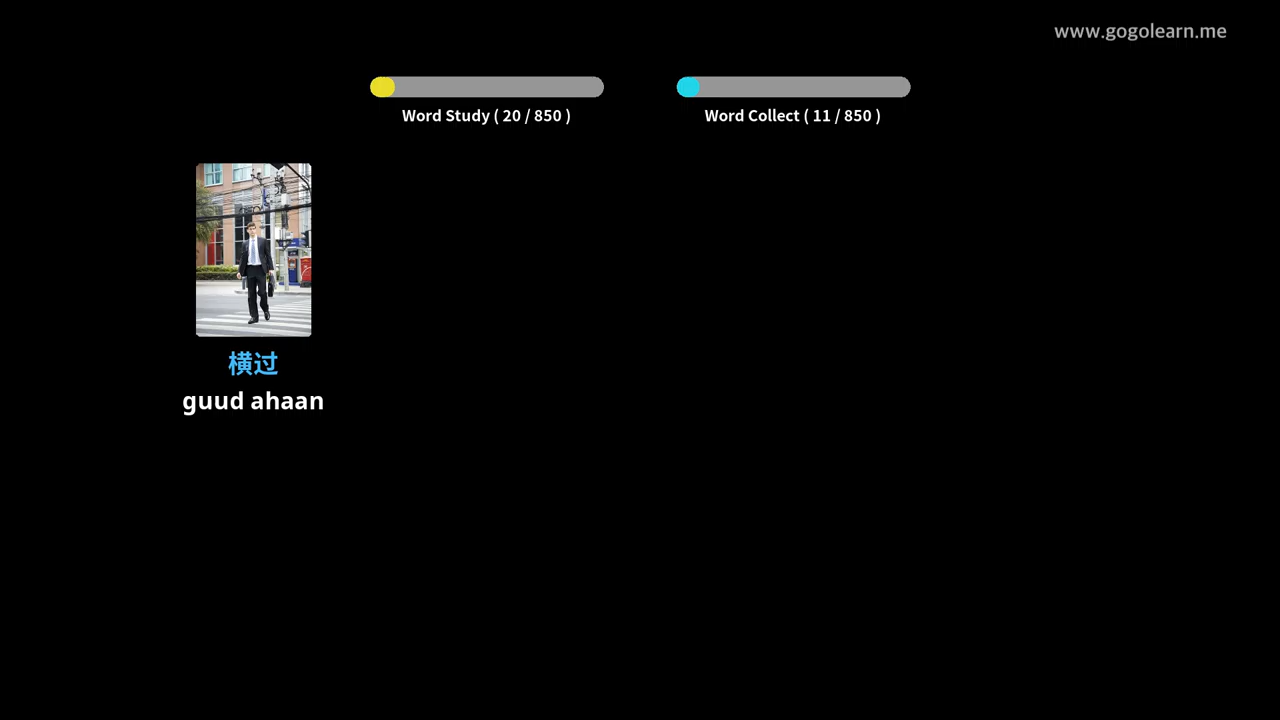 www.gogolearn.me
Word Study ( 20 / 850 )
Word Collect ( 11 / 850 )
横过
guud ahaan